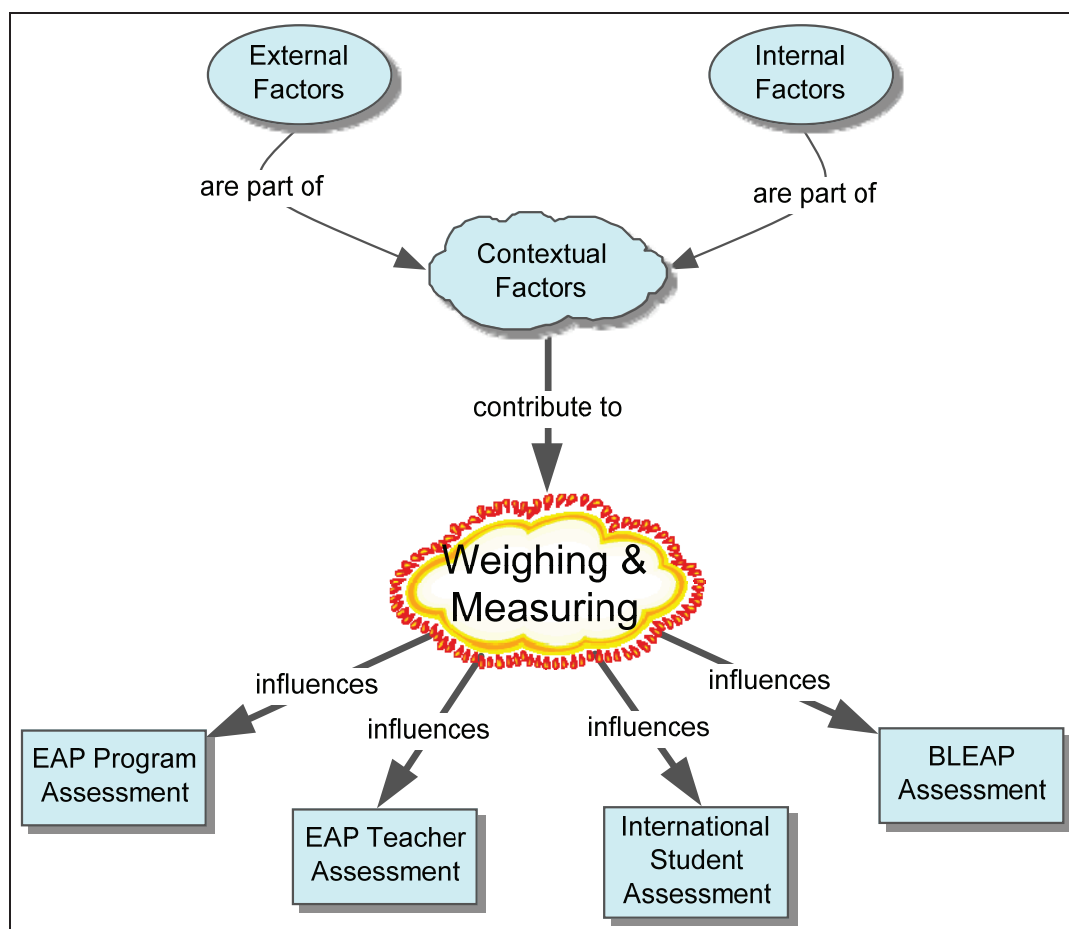 External
Factors
Internal
Factors
are part of
are part of
Contextual
Factors
contribute to
Weighing &
Measuring
influences
influences
influences
influences
EAP Program
Assessment
EAP Teacher
Assessment
International
Student
Assessment
BLEAP
Assessment